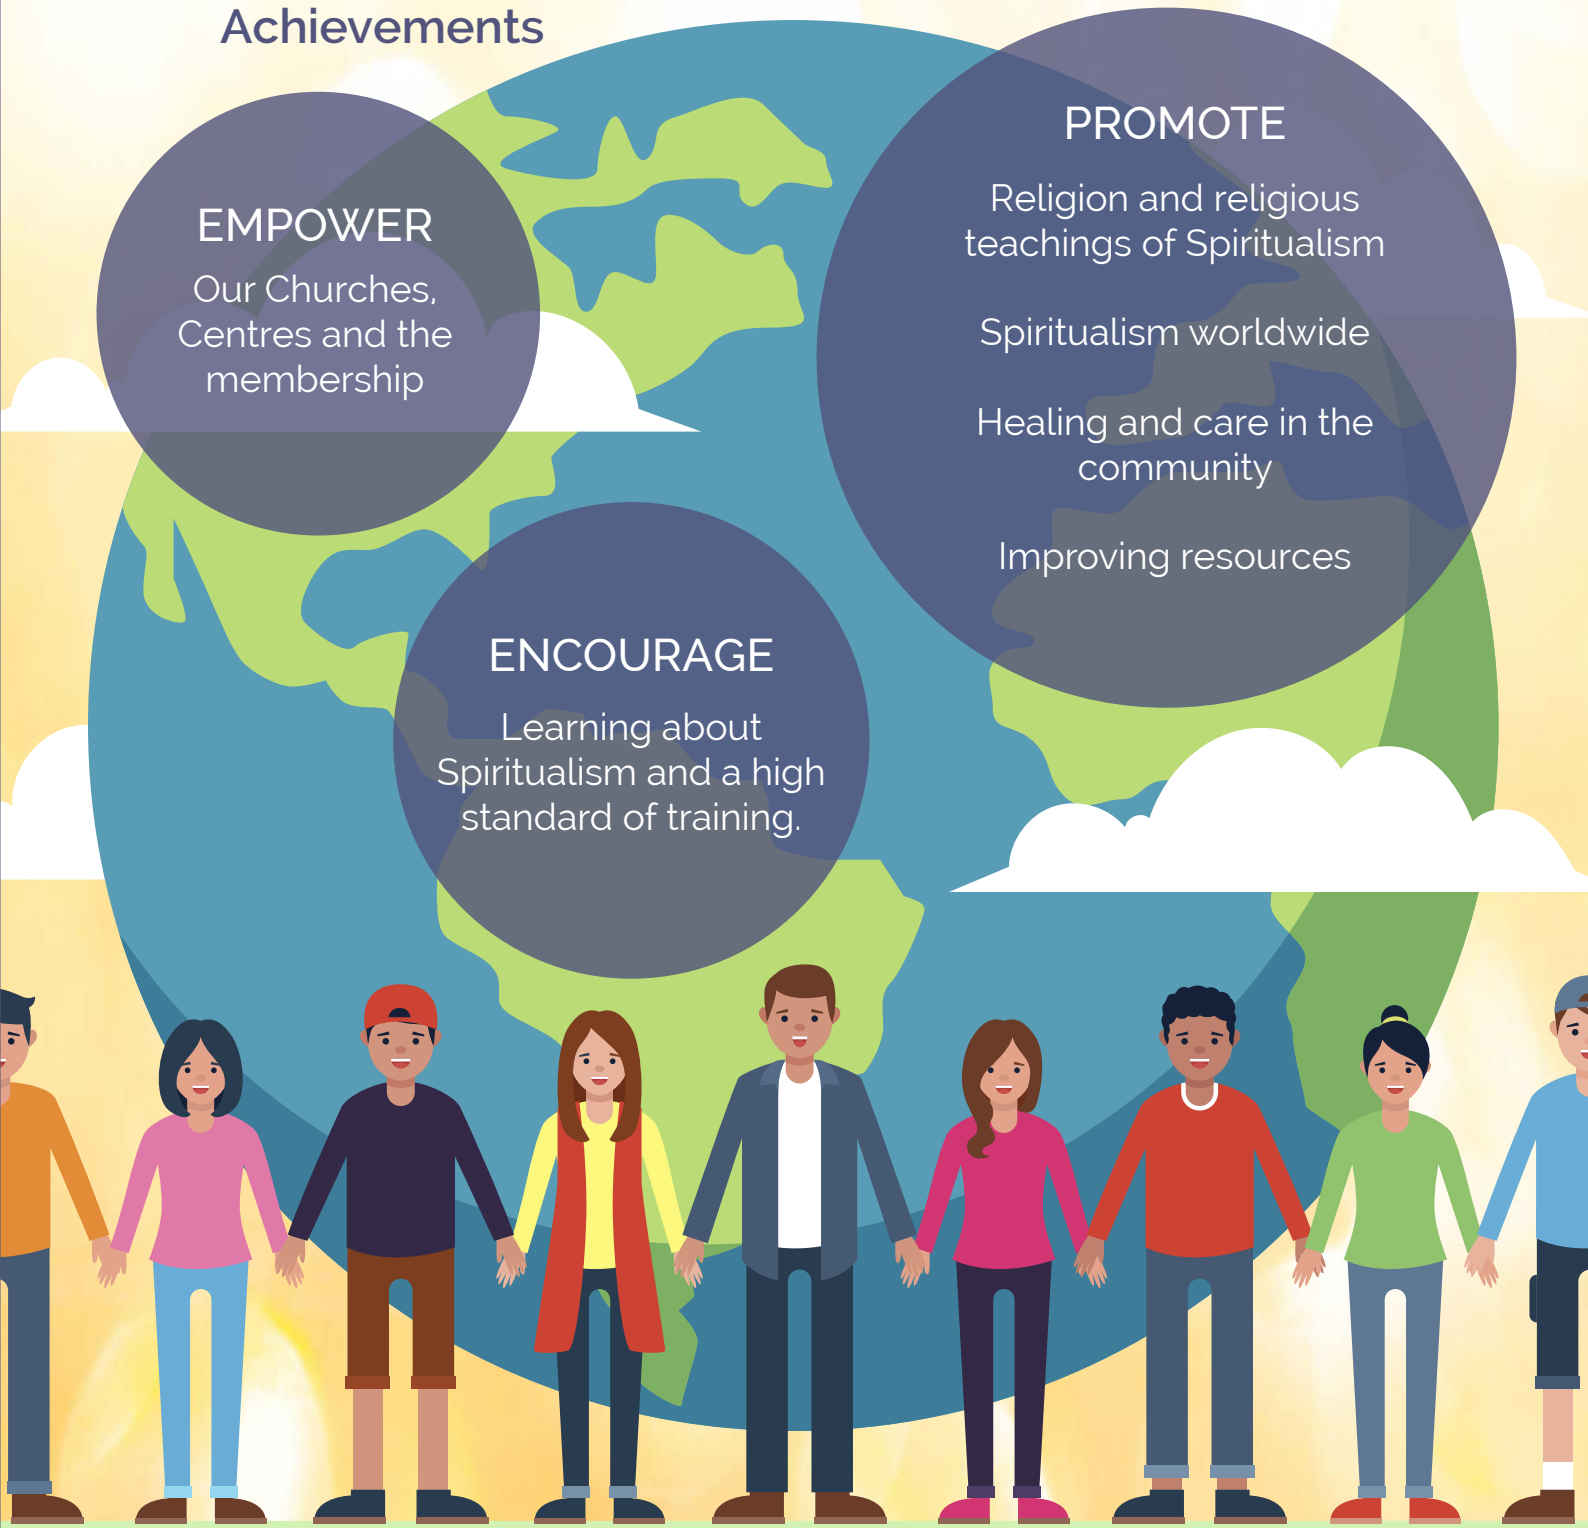 Achievements
EMPOWER
Our Churches,
Centres and the
membership
PROMOTE
Religion and religious
teachings of Spiritualism
Spiritualism worldwide
Healing and care in the
community
Improving resources
ENCOURAGE
Learning about
Spiritualism and a high
standard of training.